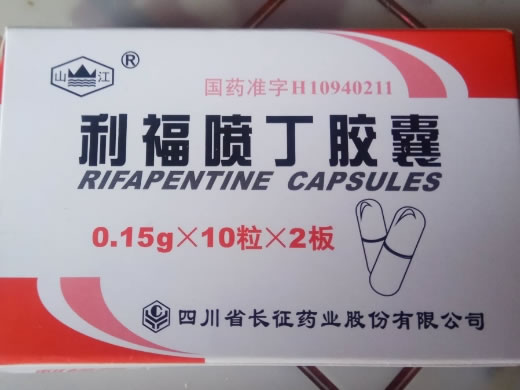 山江®
国药准字H10940211
利福喷丁胶囊
RIFAPENTINE CAPSULES
0.15g×10粒×2板
四川省长征药业股份有限公司